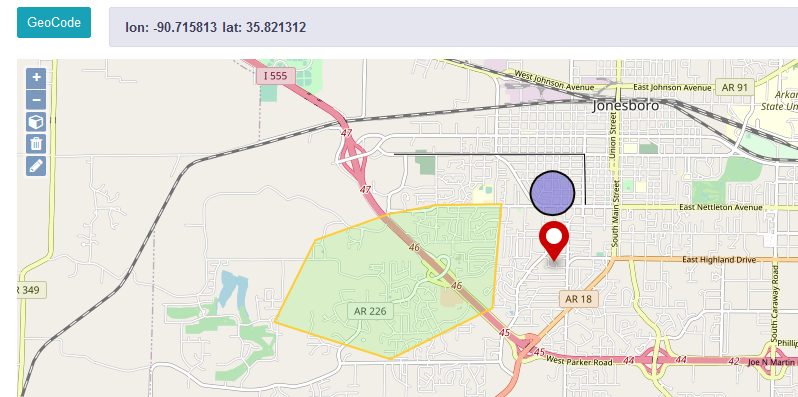 GeoCode
lon: -90.715813 lat: 35.821312
+
−
I 555
West Johnson Avenue
East Johnson Avenue
AR 91
Jonesboro
Arkan
State Un
47
47
Union Street
South Main Street
East Nettleton Avenue
46
46
East Highland Drive
AR 349
AR 226
AR 18
South Caraway Road
45
45
44
44
42
West Parker Road
Phillip
Joe N Martin